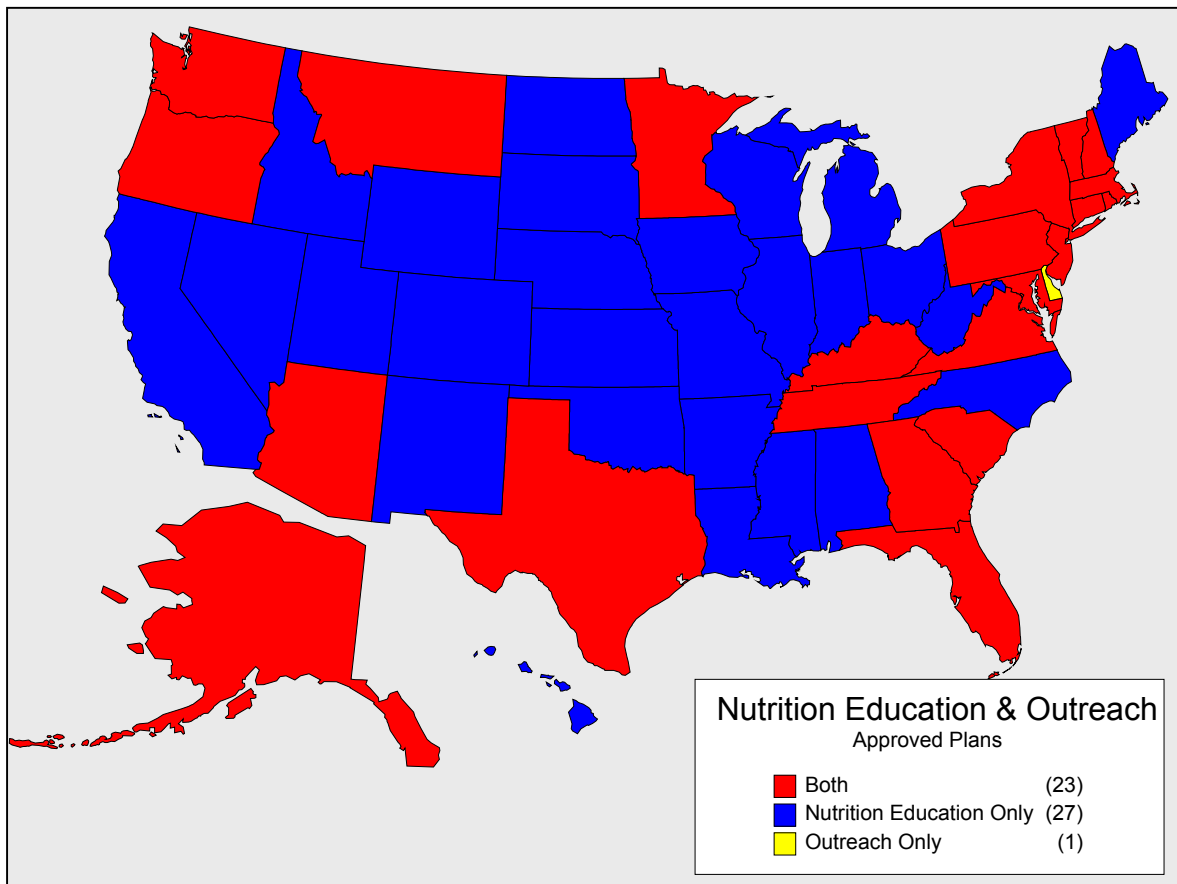 Nutrition Education & Outreach
Approved Plans
Both (23)
Nutrition Education Only (27)
Outreach Only (1)